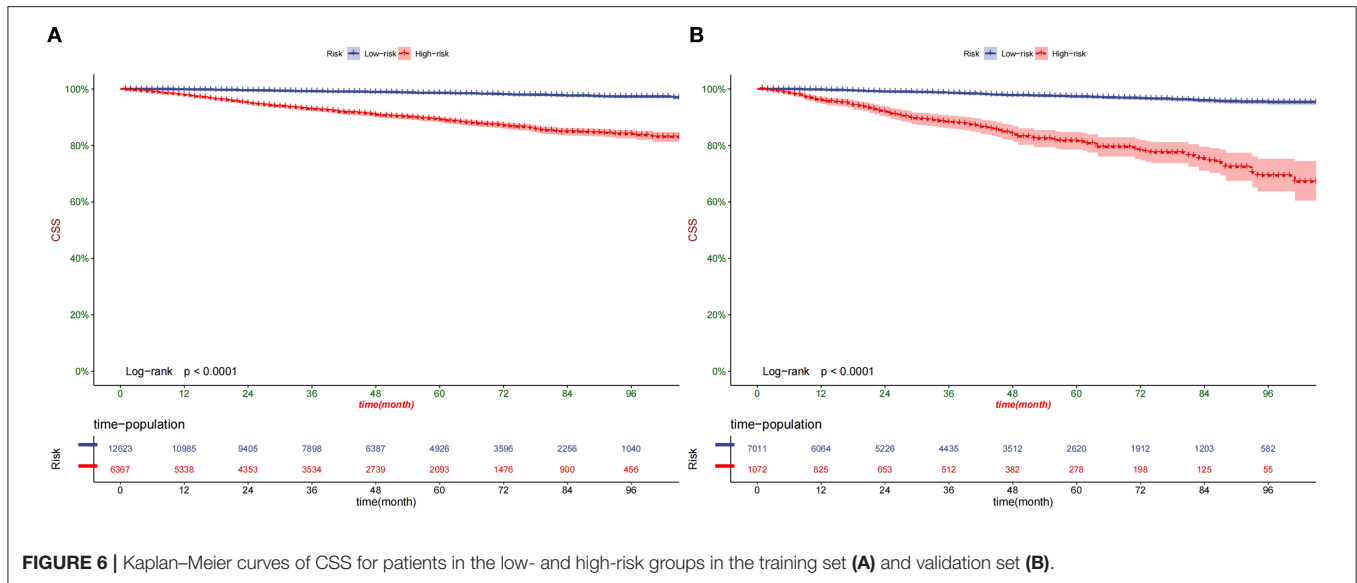 A
Risk Low-risk High-risk
100%
80%
60%
40%
20%
0%
CSS
Log-rank p < 0.0001
0 12 24 36 48 60 72 84 96
time(month)
time-population
Risk
12623 10985 9405 7898 6387 4926 3596 2256 1040
6367 5338 4353 3534 2739 2093 1476 900 456
0 12 24 36 48 60 72 84 96
time(month)
B
Risk Low-risk High-risk
100%
80%
60%
40%
20%
0%
CSS
Log-rank p < 0.0001
0 12 24 36 48 60 72 84 96
time(month)
time-population
Risk
7011 6064 5226 4435 3512 2620 1912 1203 582
1072 825 653 512 382 278 198 125 55
0 12 24 36 48 60 72 84 96
time(month)
FIGURE 6 | Kaplan–Meier curves of CSS for patients in the low- and high-risk groups in the training set (A) and validation set (B).